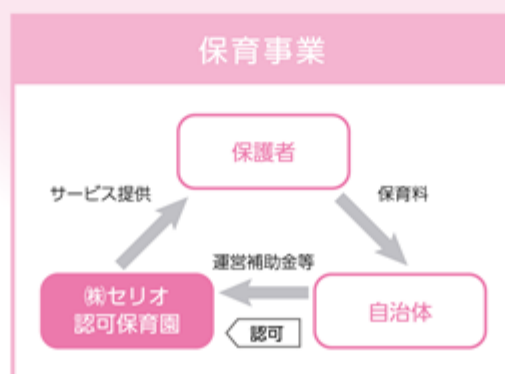 保育事業
保護者
サービス提供
保育料
運営補助金等
㈱セリオ
認可保育園
自治体
認可